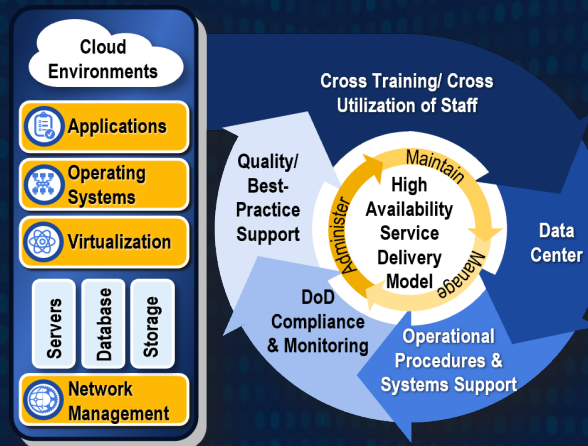 Cloud
Environments
Applications
Operating
Systems
Virtualization
Servers
Database
Storage
Network
Management
Cross Training/ Cross
Utilization of Staff
Data
Center
Operational
Procedures &
Systems Support
DoD
Compliance
& Monitoring
Quality/
Best-
Practice
Support
Maintain
Manage
Administer
High
Availability
Service
Delivery
Model